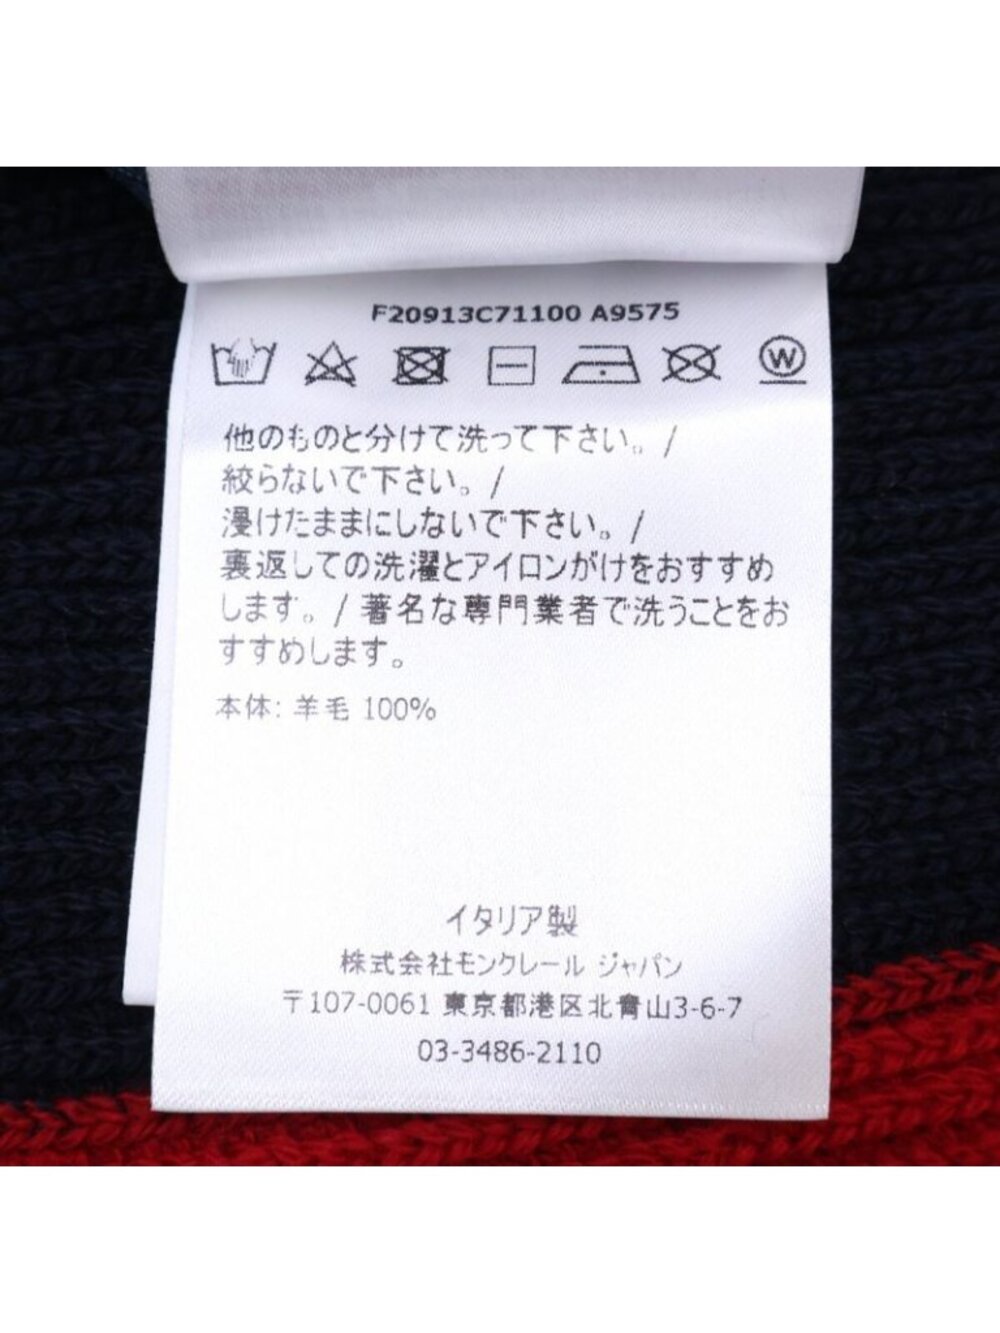 F20913C71100 A9575
W
他のものと分けて洗って下さい。/
絞らないで下さい。/
浸けたままにしないで下さい。/
裏返しての洗濯とアイロンがけをおすすめ
します。/ 著名な専門業者で洗うことをお
すすめします。
本体: 羊毛 100%
イタリア製
株式会社モンクレール ジャパン
〒107-0061 東京都港区北青山3-6-7
03-3486-2110